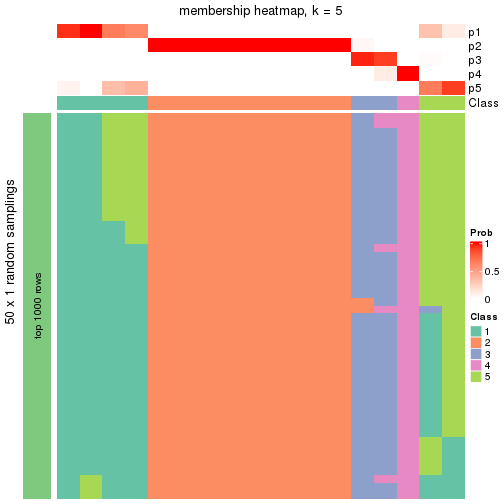 membership heatmap, k = 5
p1
p2
p3
p4
p5
Class
50 x 1 random samplings
top 1000 rows
Prob
1
0.5
0
Class
1
2
3
4
5